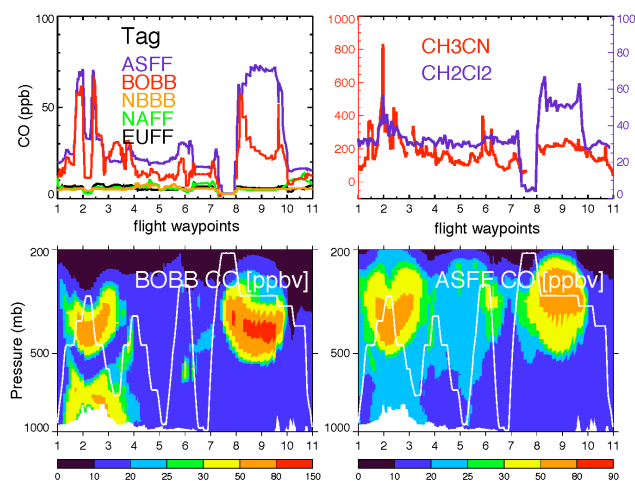 100
50
0
CO (ppb)
Tag
ASFF
BOBB
NBBB
NAFF
EUFF
1 2 3 4 5 6 7 8 9 10 11
flight waypoints
1000
800
600
400
200
0
CH3CN
CH2Cl2
100
80
60
40
20
0
1 2 3 4 5 6 7 8 9 10 11
flight waypoints
200
500
1000
Pressure (mb)
BOBB CO [ppbv]
1 2 3 4 5 6 7 8 9 10 11
0 10 20 25 30 50 80 150
200
500
1000
ASFF CO [ppbv]
1 2 3 4 5 6 7 8 9 10 11
0 10 20 25 30 50 80 90